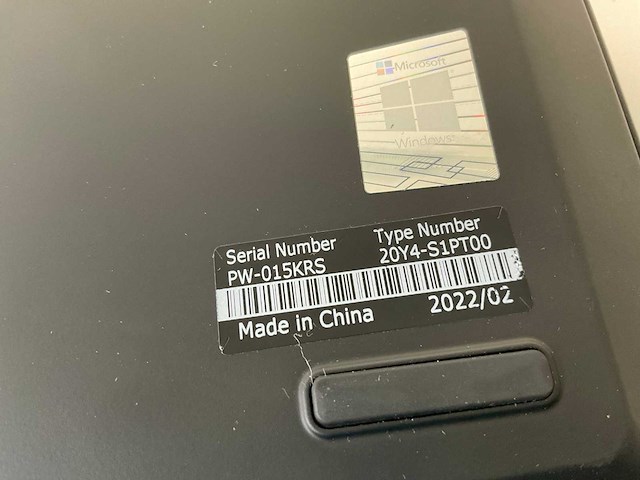 Microsoft
Windows
Serial Number Type Number
PW-015KRS 20Y4-S1PT00
Made in China 2022/02